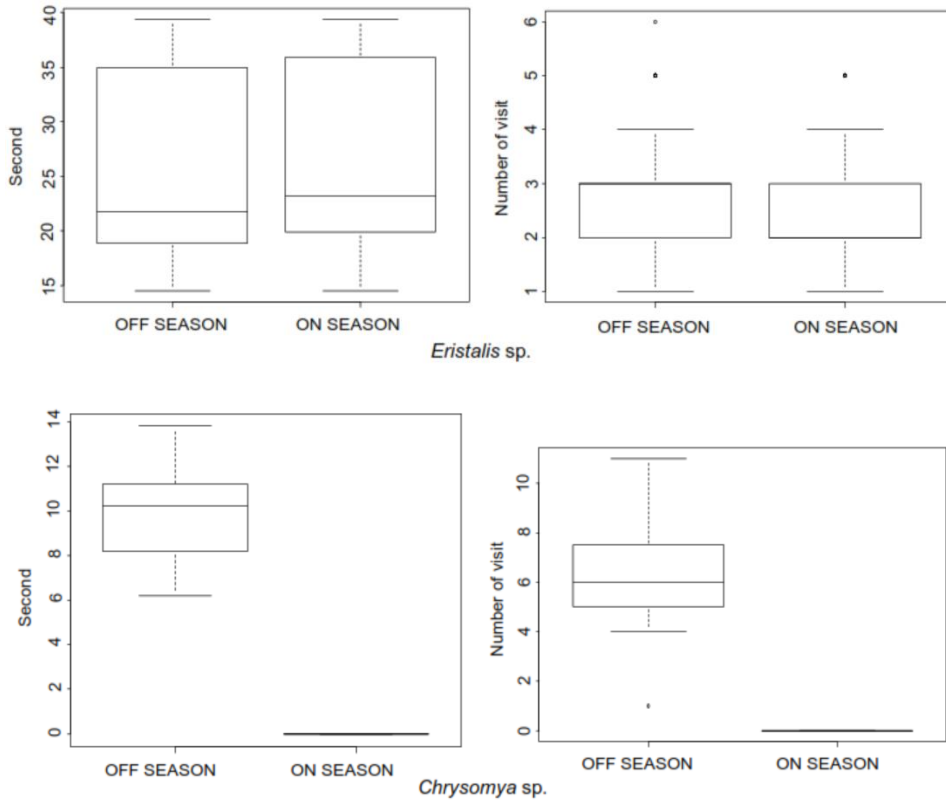 Second
40
35
30
25
20
15
OFF SEASON ON SEASON
Number of visit
6
5
4
3
2
1
OFF SEASON ON SEASON
Eristalis sp.
Second
14
12
10
8
6
4
2
0
OFF SEASON ON SEASON
Number of visit
10
8
6
4
2
0
OFF SEASON ON SEASON
Chrysomya sp.